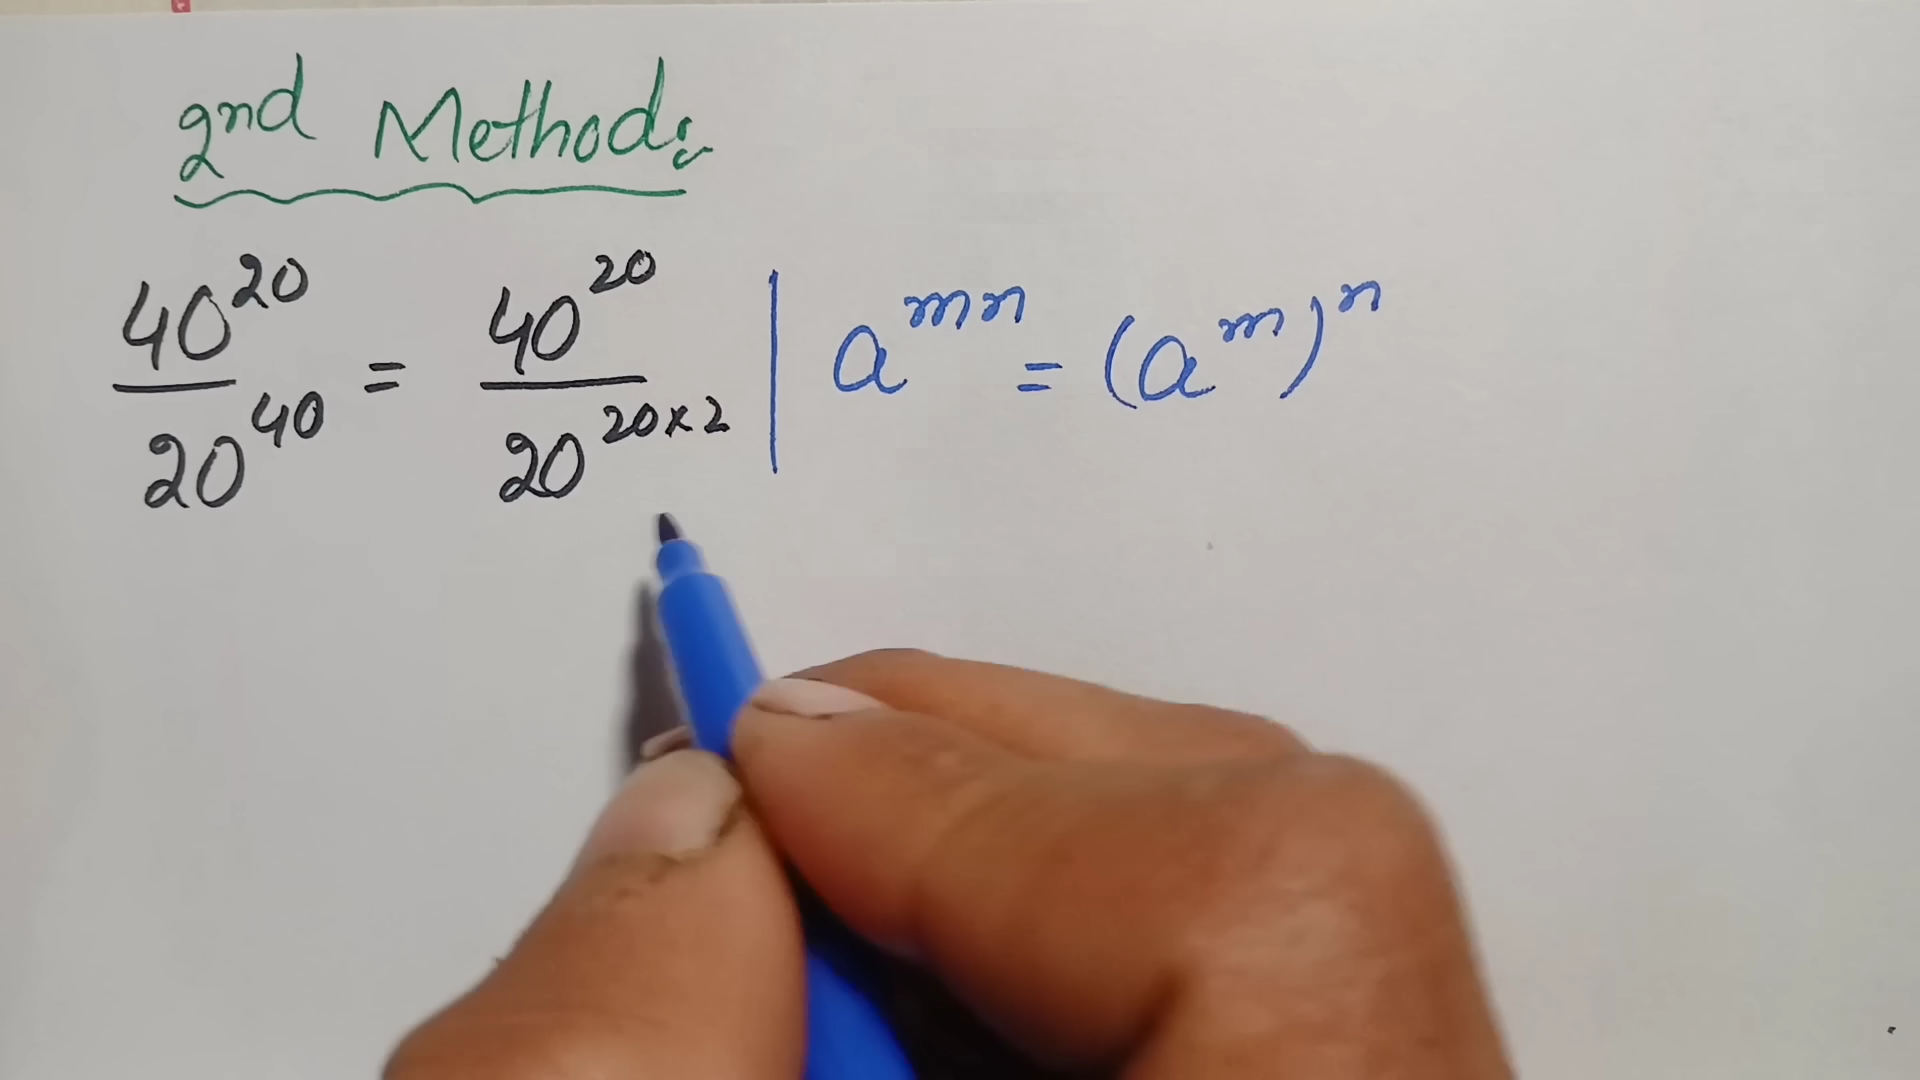 2nd Method:
40^20 / 20^40 = 40^20 / 20^20×2 | a^mn = (a^m)^n